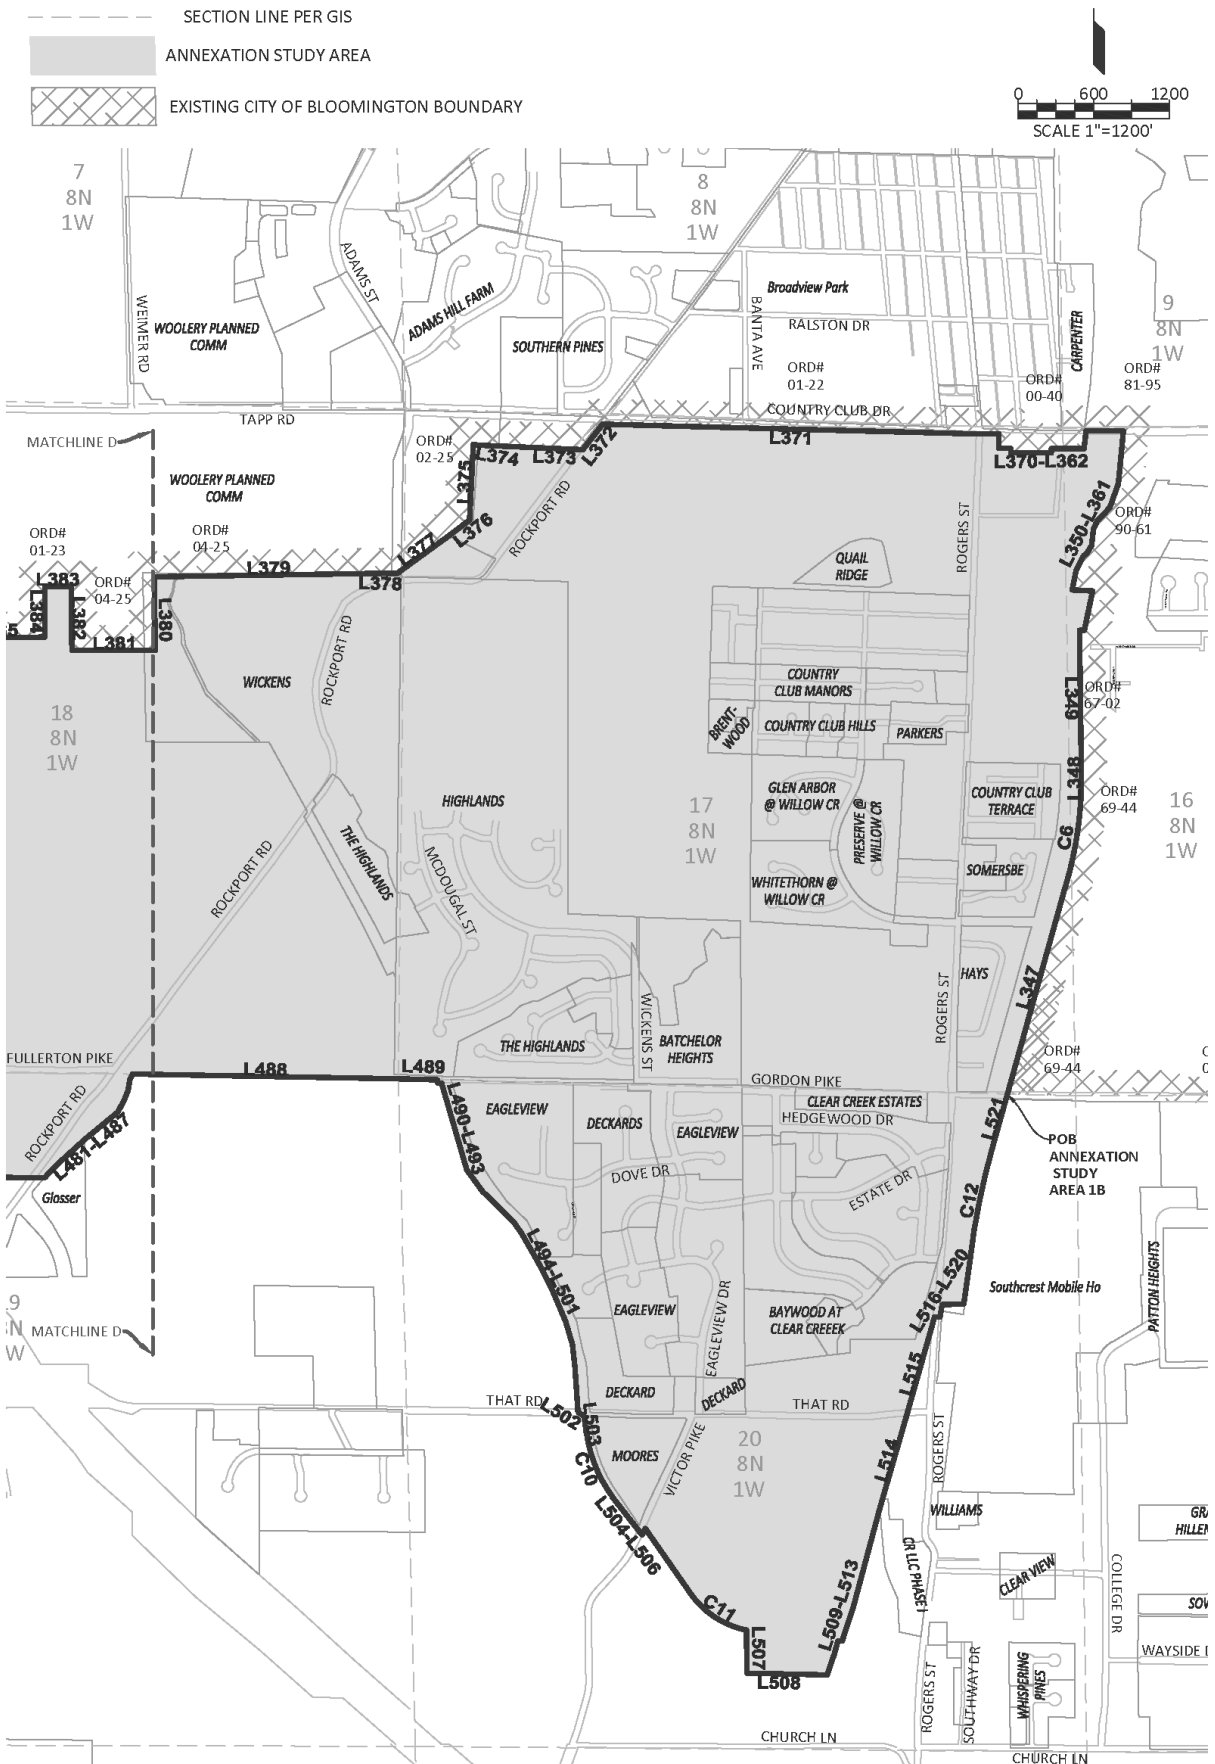 SECTION LINE PER GIS
ANNEXATION STUDY AREA
EXISTING CITY OF BLOOMINGTON BOUNDARY
0 600 1200
SCALE 1"=1200'
7
8N
1W
8
8N
1W
9
8N
1W
ADAMS ST
WEIMER RD
WOOLERY PLANNED
COMM
ADAMS HILL FARM
SOUTHERN PINES
BANTA AVE
Broadview Park
RALSTON DR
CARPENTER
ORD#
01-22
ORD#
00-40
ORD#
81-95
TAPP RD
COUNTRY CLUB DR
MATCHLINE D
ORD#
02-25
L375
L374
L373
L372
L371
L370-L362
L350-L361
ORD#
90-61
WOOLERY PLANNED
COMM
ORD#
01-23
ORD#
04-25
L376
L377
ROCKPORT RD
ROGERS ST
L379
L378
L383
ORD#
04-25
L384
L382
L381
L380
5
QUAIL
RIDGE
WICKENS
ROCKPORT RD
COUNTRY
CLUB MANORS
BRENT-
WOOD
COUNTRY CLUB HILLS
PARKERS
L349
ORD#
67-02
18
8N
1W
HIGHLANDS
17
8N
1W
GLEN ARBOR
@ WILLOW CR
PRESERVE @
WILLOW CR
COUNTRY CLUB
TERRACE
L348
C6
ORD#
69-44
16
8N
1W
THE HIGHLANDS
MCDOUGAL ST
ROCKPORT RD
WHITETHORN @
WILLOW CR
SOMERSBE
HAYS
L347
ROGERS ST
WICKENS ST
THE HIGHLANDS
BATCHELOR
HEIGHTS
ORD#
69-44
FULLERTON PIKE
L488
L489
GORDON PIKE
ROCKPORT RD
L481-L487
L490-L493
EAGLEVIEW
DECKARDS
EAGLEVIEW
CLEAR CREEK ESTATES
HEDGEWOOD DR
L521
POB
ANNEXATION
STUDY
AREA 1B
Glosser
DOVE DR
ESTATE DR
C12
L494-L501
EAGLEVIEW
EAGLEVIEW DR
BAYWOOD AT
CLEAR CREEEK
L516-L520
Southcrest Mobile Ho
PATTON HEIGHTS
9
N
W
MATCHLINE D
L515
DECKARD
DECKARD
THAT RD
THAT RD
L502
L503
C10
MOORES
VICTOR PIKE
20
8N
1W
L514
ROGERS ST
L504-L506
WILLIAMS
CR LLC PHASE I
GRA
HILLEN
CLEAR VIEW
COLLEGE DR
C11
L507
L508
L509-L513
SOV
ROGERS ST
SOUTHWAY DR
WHISPERING
PINES
WAYSIDE D
CHURCH LN
CHURCH LN